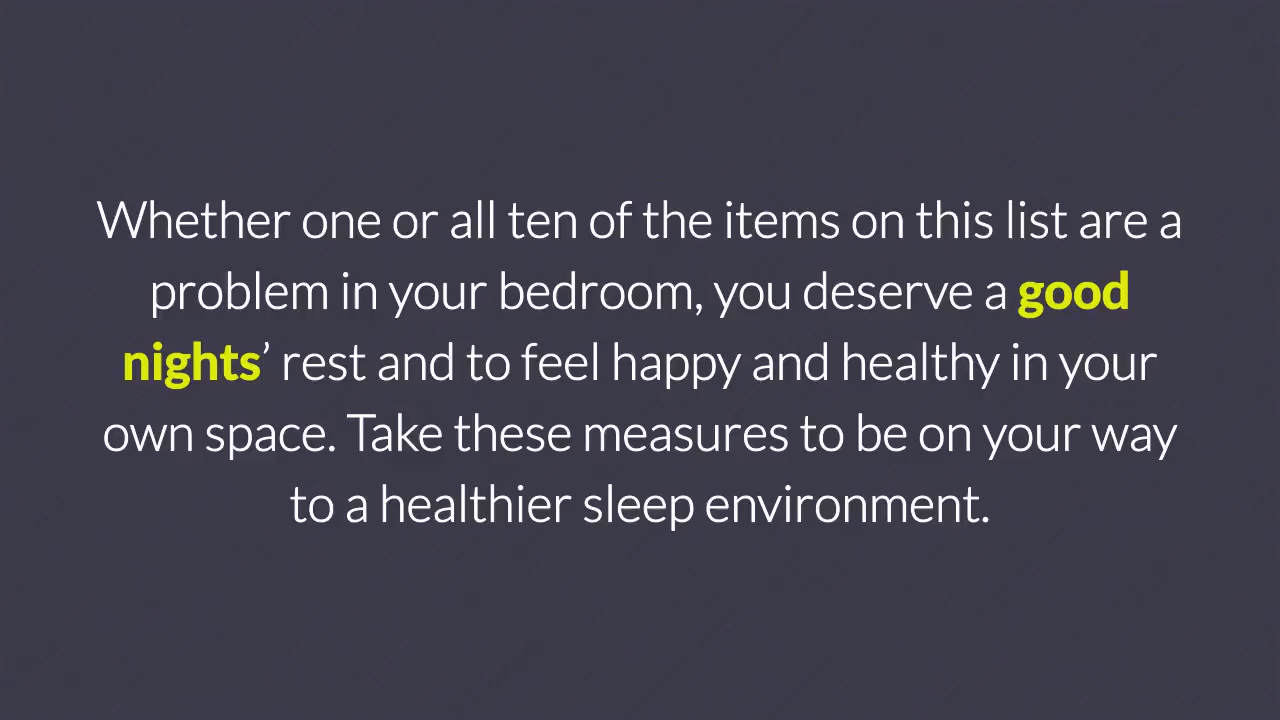 Whether one or all ten of the items on this list are a
problem in your bedroom, you deserve a good
nights’ rest and to feel happy and healthy in your
own space. Take these measures to be on your way
to a healthier sleep environment.